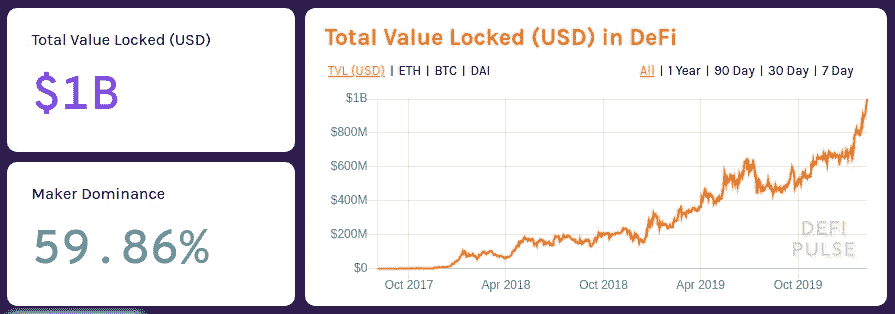 Total Value Locked (USD)
$1B
Maker Dominance
59.86%
Total Value Locked (USD) in DeFi
TVL (USD) | ETH | BTC | DAI
All | 1 Year | 90 Day | 30 Day | 7 Day
$1B
$800M
$600M
$400M
$200M
$0
DEFI
PULSE
Oct 2017 Apr 2018 Oct 2018 Apr 2019 Oct 2019